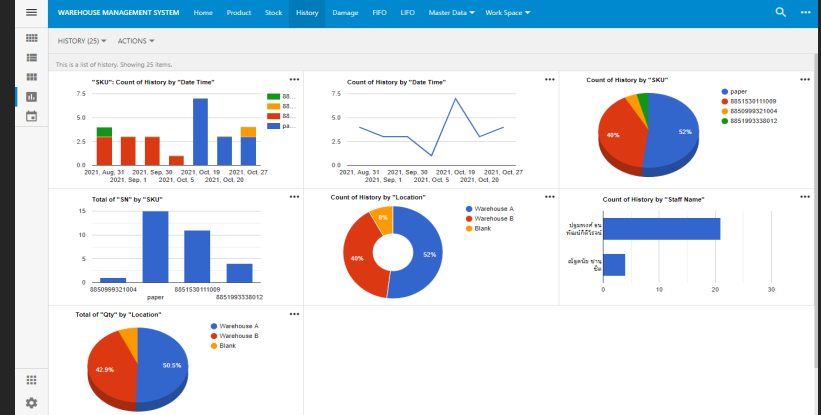 WAREHOUSE MANAGEMENT SYSTEM Home Product Stock History Damage FIFO LIFO Master Data Work Space
HISTORY (25) ACTIONS
This is a list of history. Showing 25 items.
"SKU": Count of History by "Date Time"
7.5
5.0
2.5
0.0
2021, Aug, 31 2021, Sep, 30 2021, Oct, 19 2021, Oct, 27
2021, Sep, 1 2021, Oct, 5 2021, Oct, 20
88...
88...
88...
pa...
Count of History by "Date Time"
7.5
5.0
2.5
0.0
2021, Aug, 31 2021, Sep, 30 2021, Oct, 19 2021, Oct, 27
2021, Sep, 1 2021, Oct, 5 2021, Oct, 20
Count of History by "SKU"
40%
52%
paper
8851530111009
8850999321004
8851993338012
Total of "SN" by "SKU"
15
10
5
0
8850999321004 8851530111009
paper 8851993338012
Count of History by "Location"
8%
40%
52%
Warehouse A
Warehouse B
Blank
Count of History by "Staff Name"
0 10 20 30
Total of "Qty" by "Location"
42.9%
50.5%
Warehouse A
Warehouse B
Blank